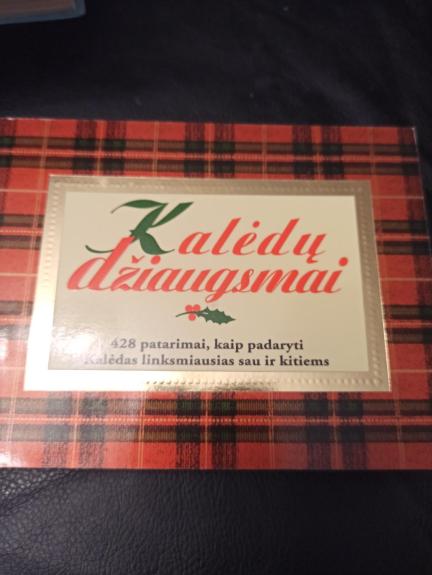 Kalėdų
džiaugsmai
428 patarimai, kaip padaryti
Kalėdas linksmiausias sau ir kitiems